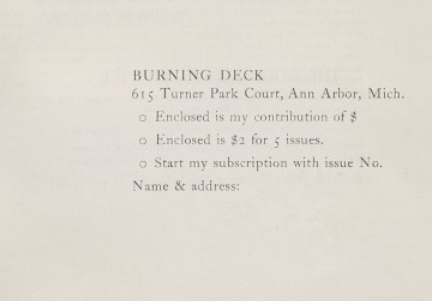 BURNING DECK
615 Turner Park Court, Ann Arbor, Mich.
o Enclosed is my contribution of $
o Enclosed is $2 for 5 issues.
o Start my subscription with issue No.
Name & address: